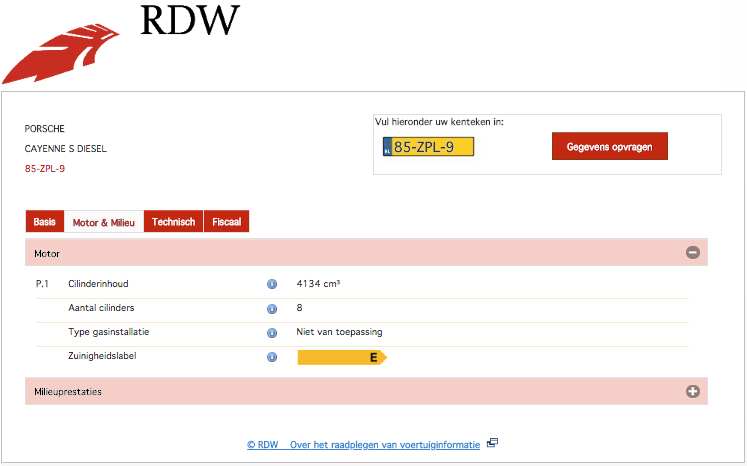 RDW
PORSCHE
CAYENNE S DIESEL
85-ZPL-9
Vul hieronder uw kenteken in:
NL 85-ZPL-9
Gegevens opvragen
Basis Motor & Milieu Technisch Fiscaal
Motor
P.1 Cilinderinhoud 4134 cm³
Aantal cilinders 8
Type gasinstallatie Niet van toepassing
Zuinigheidslabel E
Milieuprestaties
© RDW Over het raadplegen van voertuiginformatie